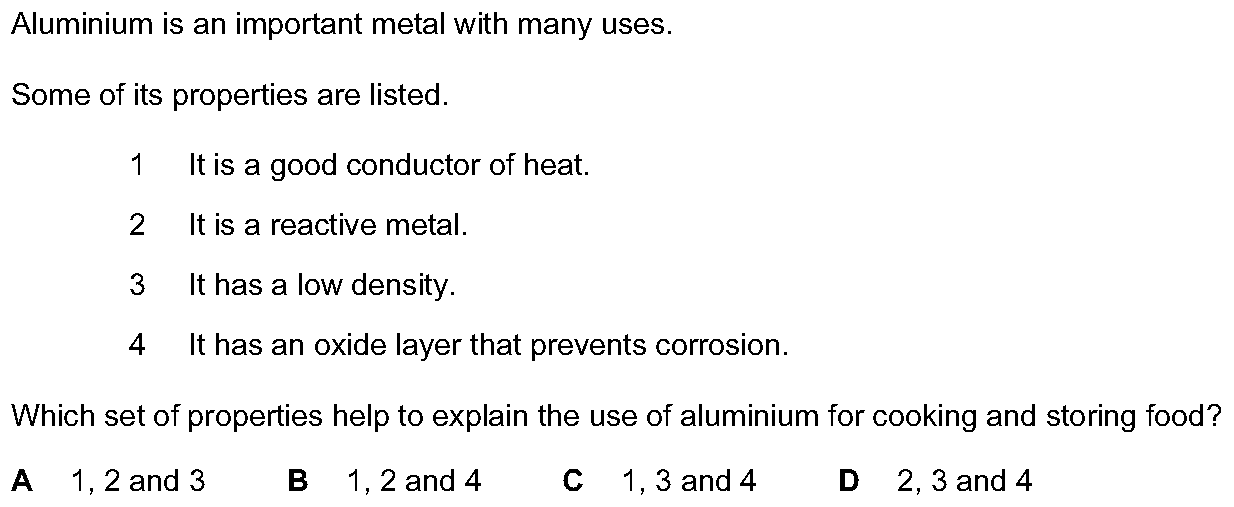 Aluminium is an important metal with many uses.
Some of its properties are listed.
1 It is a good conductor of heat.
2 It is a reactive metal.
3 It has a low density.
4 It has an oxide layer that prevents corrosion.
Which set of properties help to explain the use of aluminium for cooking and storing food?
A 1, 2 and 3 B 1, 2 and 4 C 1, 3 and 4 D 2, 3 and 4